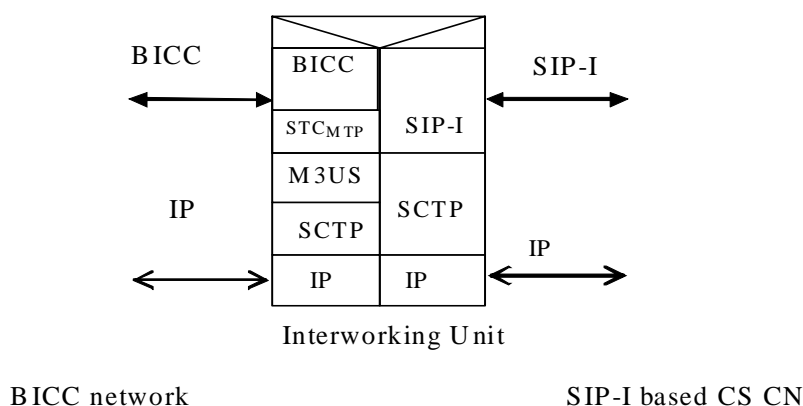 BICC
BICC
SIP-I
STCMTP
SIP-I
M3US
IP
SCTP
SCTP
IP
IP
IP
Interworking Unit
BICC network
SIP-I based CS CN